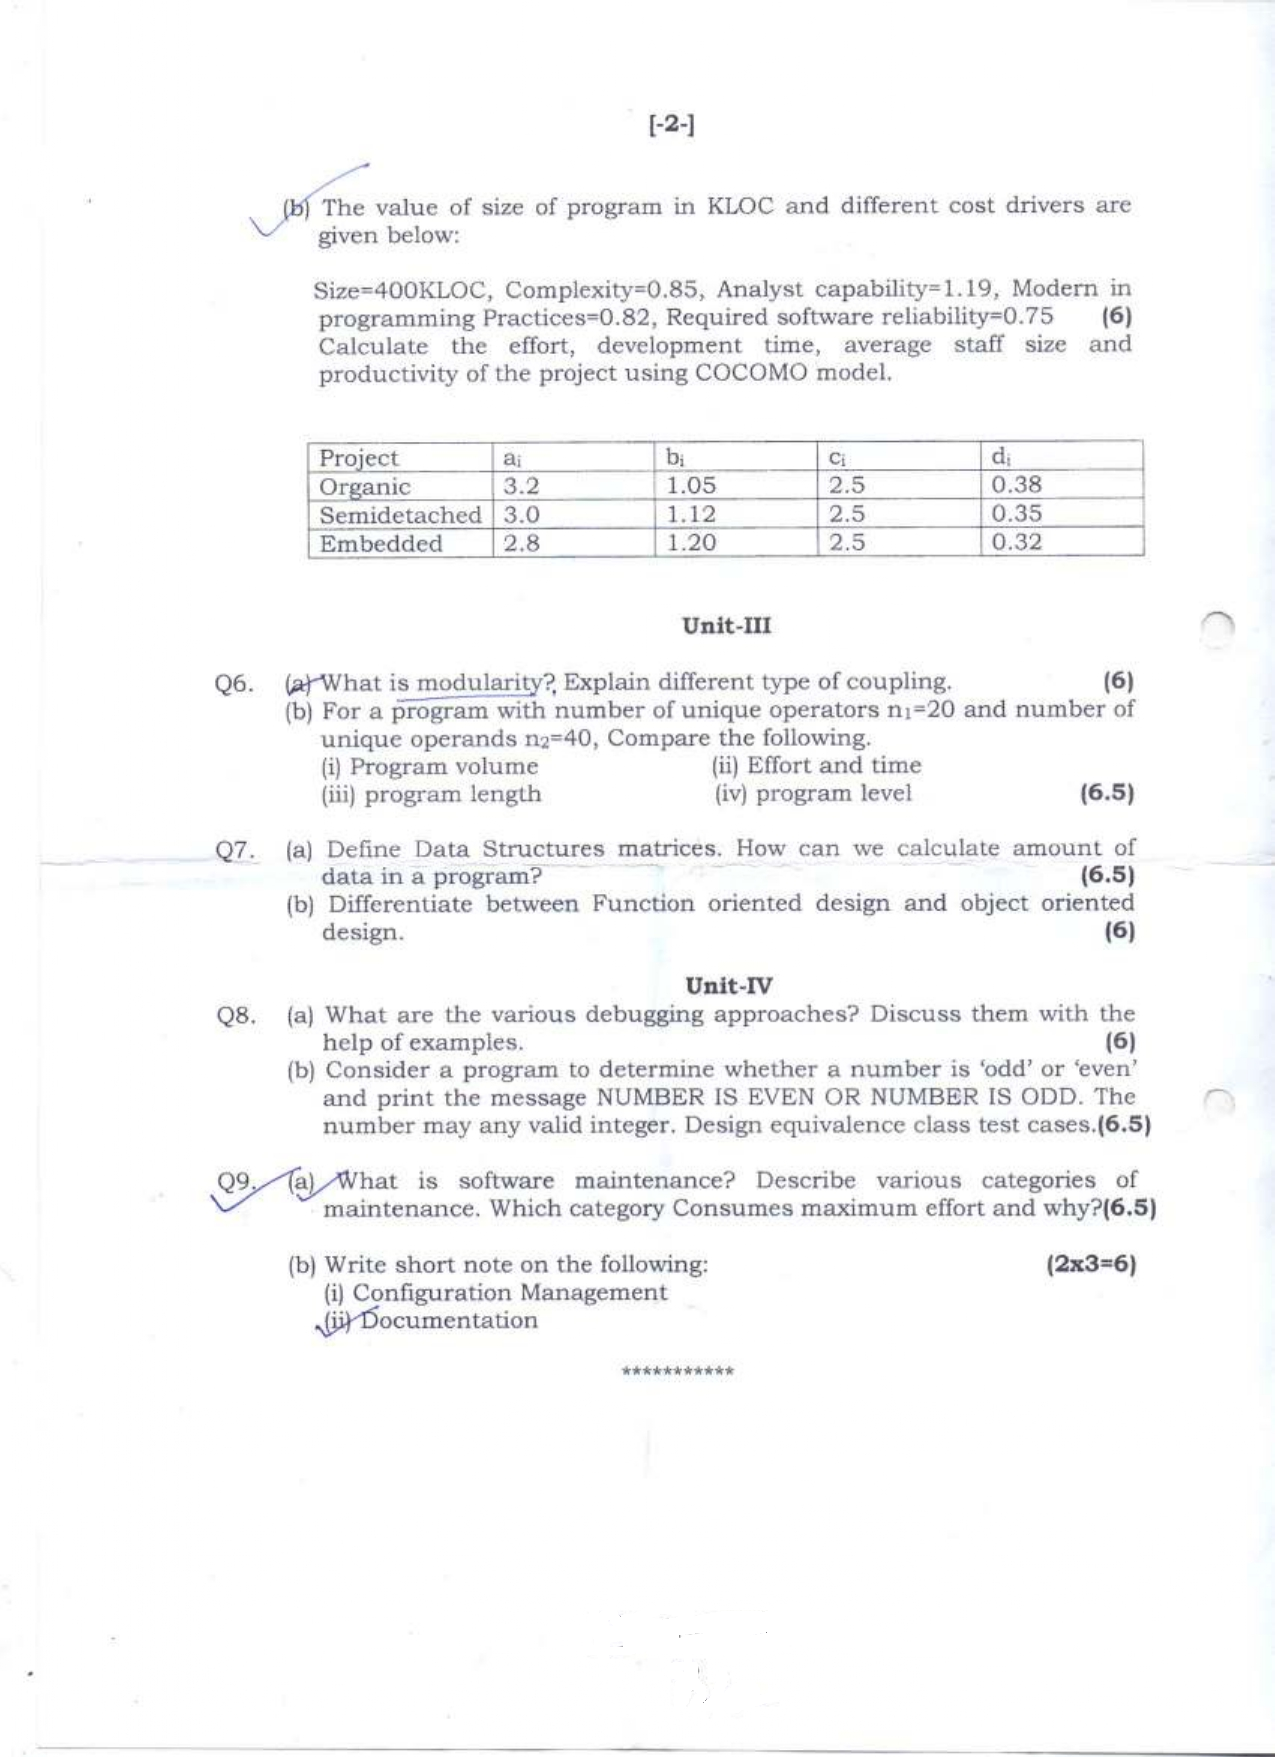 [-2-]
(b) The value of size of program in KLOC and different cost drivers are
given below:
Size=400KLOC, Complexity=0.85, Analyst capability=1.19, Modern in
programming Practices=0.82, Required software reliability=0.75 (6)
Calculate the effort, development time, average staff size and
productivity of the project using COCOMO model.
Project ai bi ci di
Organic 3.2 1.05 2.5 0.38
Semidetached 3.0 1.12 2.5 0.35
Embedded 2.8 1.20 2.5 0.32
Unit-III
Q6. (a) What is modularity? Explain different type of coupling. (6)
(b) For a program with number of unique operators n1=20 and number of
unique operands n2=40, Compare the following.
(i) Program volume (ii) Effort and time
(iii) program length (iv) program level (6.5)
Q7. (a) Define Data Structures matrices. How can we calculate amount of
data in a program? (6.5)
(b) Differentiate between Function oriented design and object oriented
design. (6)
Unit-IV
Q8. (a) What are the various debugging approaches? Discuss them with the
help of examples. (6)
(b) Consider a program to determine whether a number is ‘odd’ or ‘even’
and print the message NUMBER IS EVEN OR NUMBER IS ODD. The
number may any valid integer. Design equivalence class test cases.(6.5)
Q9. (a) What is software maintenance? Describe various categories of
maintenance. Which category Consumes maximum effort and why?(6.5)
(b) Write short note on the following: (2x3=6)
(i) Configuration Management
(ii) Documentation
***********